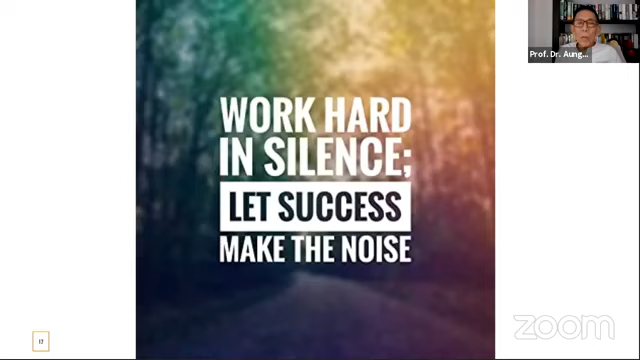 Prof. Dr. Aung...
WORK HARD
IN SILENCE;
LET SUCCESS
MAKE THE NOISE
17
zoom